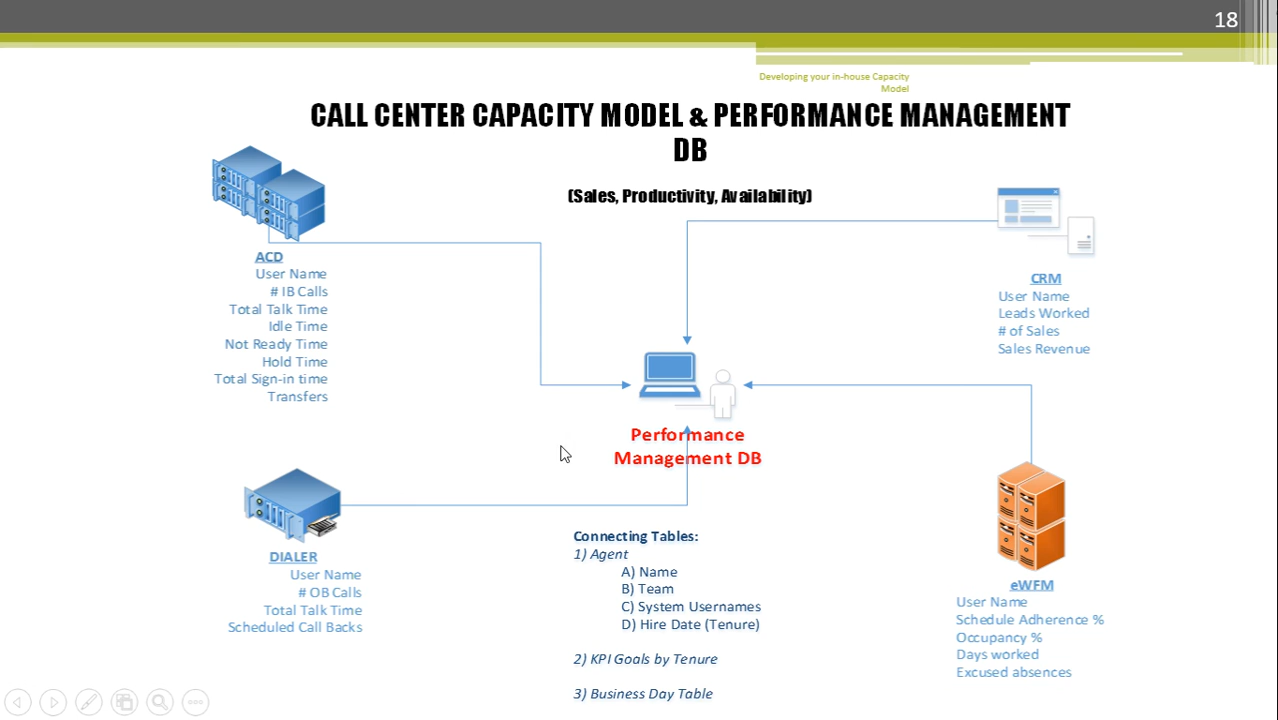 18
Developing your in-house Capacity
Model
CALL CENTER CAPACITY MODEL & PERFORMANCE MANAGEMENT
DB
(Sales, Productivity, Availability)
ACD
User Name
# IB Calls
Total Talk Time
Idle Time
Not Ready Time
Hold Time
Total Sign-in time
Transfers
CRM
User Name
Leads Worked
# of Sales
Sales Revenue
Performance
Management DB
DIALER
User Name
# OB Calls
Total Talk Time
Scheduled Call Backs
Connecting Tables:
1) Agent
A) Name
B) Team
C) System Usernames
D) Hire Date (Tenure)
2) KPI Goals by Tenure
3) Business Day Table
eWFM
User Name
Schedule Adherence %
Occupancy %
Days worked
Excused absences